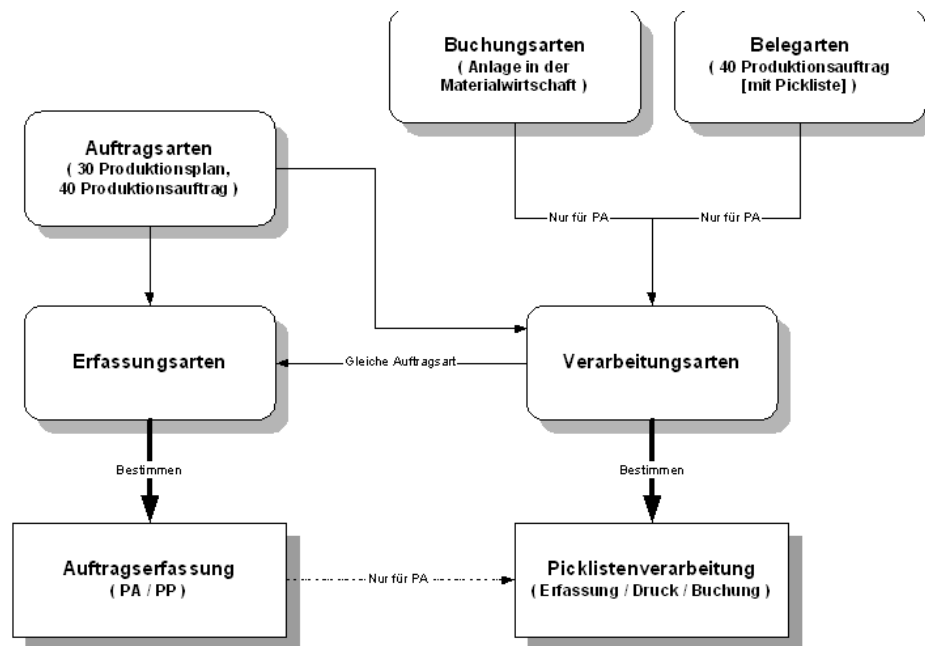 Buchungsarten
( Anlage in der
Materialwirtschaft )
Belegarten
( 40 Produktionsauftrag
[mit Pickliste] )
Auftragsarten
( 30 Produktionsplan,
40 Produktionsauftrag )
Nur für PA
Nur für PA
Erfassungsarten
Gleiche Auftragsart
Verarbeitungsarten
Bestimmen
Bestimmen
Auftragserfassung
( PA / PP )
Nur für PA
Picklistenverarbeitung
( Erfassung / Druck / Buchung )